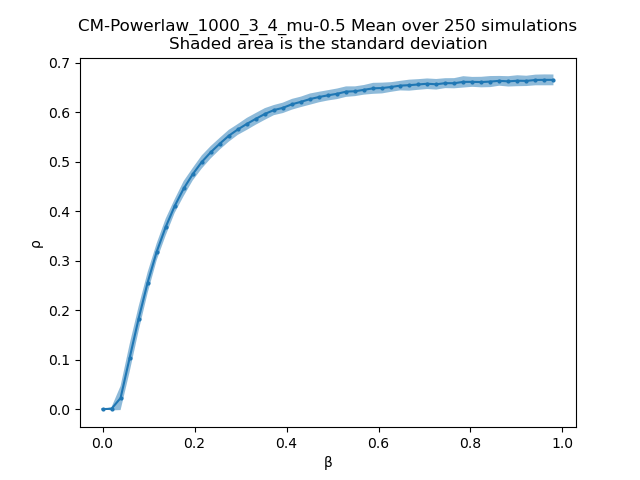 CM-Powerlaw_1000_3_4_mu-0.5 Mean over 250 simulations
Shaded area is the standard deviation
0.7
0.6
0.5
0.4
0.3
0.2
0.1
0.0
ρ
0.0 0.2 0.4 0.6 0.8 1.0
β